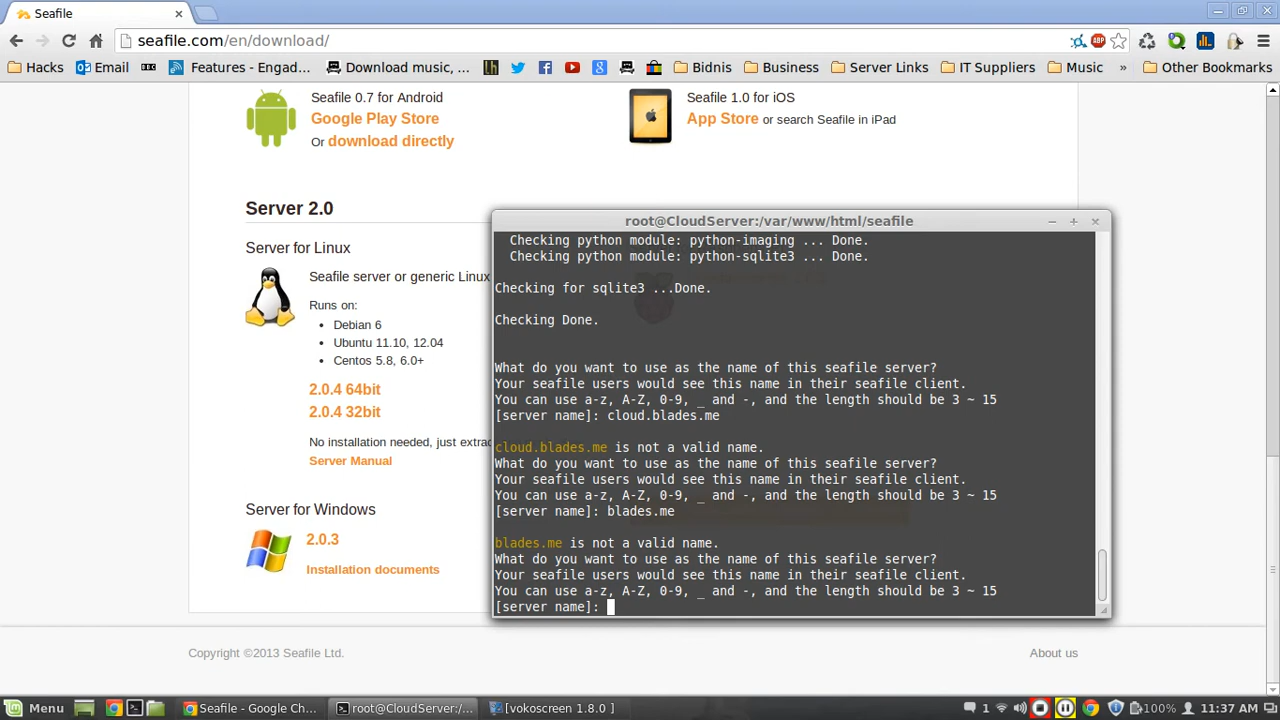 Seafile
seafile.com/en/download/
ABP
Hacks
Email
BBC
Features - Engad...
Download music, ...
Bidnis
Business
Server Links
IT Suppliers
Music
»
Other Bookmarks
Seafile 0.7 for Android
Google Play Store
Or download directly
Seafile 1.0 for iOS
App Store or search Seafile in iPad
Server 2.0
Server for Linux
Seafile server or generic Linux
Runs on:
• Debian 6
• Ubuntu 11.10, 12.04
• Centos 5.8, 6.0+
2.0.4 64bit
2.0.4 32bit
No installation needed, just extrac
Server Manual
Server for Windows
2.0.3
Installation documents
root@CloudServer:/var/www/html/seafile
Checking python module: python-imaging ... Done.
Checking python module: python-sqlite3 ... Done.
Checking for sqlite3 ...Done.
Checking Done.
What do you want to use as the name of this seafile server?
Your seafile users would see this name in their seafile client.
You can use a-z, A-Z, 0-9, _ and -, and the length should be 3 ~ 15
[server name]: cloud.blades.me
cloud.blades.me is not a valid name.
What do you want to use as the name of this seafile server?
Your seafile users would see this name in their seafile client.
You can use a-z, A-Z, 0-9, _ and -, and the length should be 3 ~ 15
[server name]: blades.me
blades.me is not a valid name.
What do you want to use as the name of this seafile server?
Your seafile users would see this name in their seafile client.
You can use a-z, A-Z, 0-9, _ and -, and the length should be 3 ~ 15
[server name]:
Copyright ©2013 Seafile Ltd.
About us
Menu
Seafile - Google Ch...
root@CloudServer:/...
[vokoscreen 1.8.0 ]
1
100%
11:37 AM